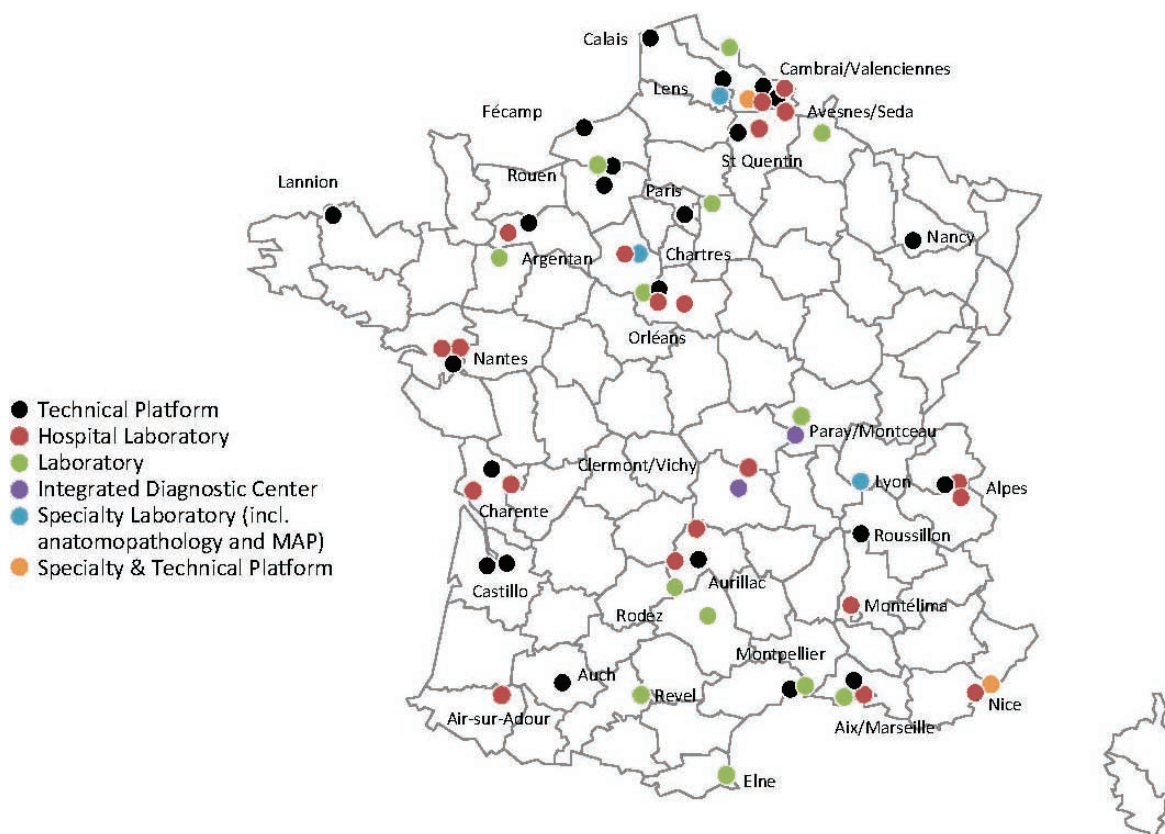 Calais
Cambrai/Valenciennes
Lens
Avesnes/Seda
Fécamp
St Quentin
Rouen
Paris
Lannion
Nancy
Chartres
Argentan
Orléans
Nantes
Technical Platform
Hospital Laboratory
Laboratory
Integrated Diagnostic Center
Specialty Laboratory (incl.
anatomopathology and MAP)
Specialty & Technical Platform
Paray/Montceau
Clermont/Vichy
Lyon
Alpes
Charente
Roussillon
Castillo
Aurillac
Montélima
Rodez
Montpellier
Auch
Revel
Nice
Air-sur-Adour
Aix/Marseille
Elne